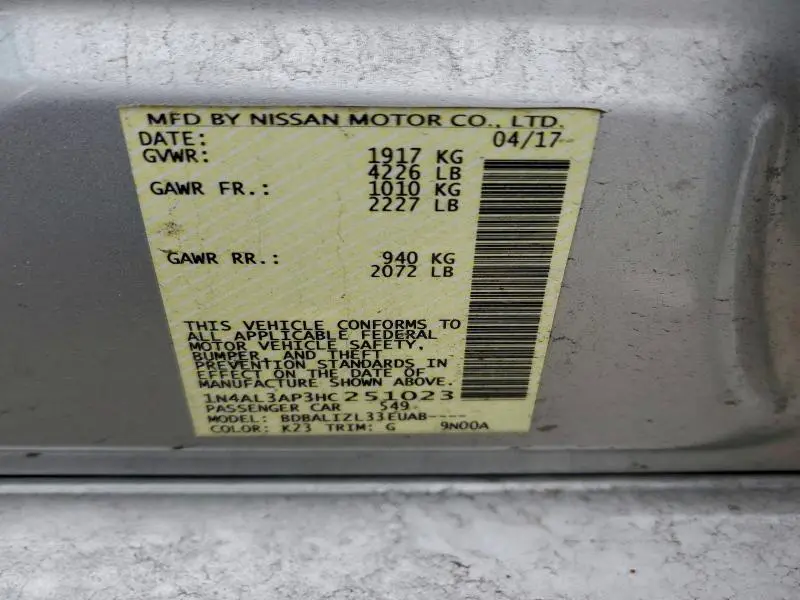 MFD BY NISSAN MOTOR CO., LTD.
DATE: 04/17
GVWR: 1917 KG
4226 LB
GAWR FR.: 1010 KG
2227 LB
GAWR RR.: 940 KG
2072 LB
THIS VEHICLE CONFORMS TO
ALL APPLICABLE FEDERAL
MOTOR VEHICLE SAFETY,
BUMPER, AND THEFT
PREVENTION STANDARDS IN
EFFECT ON THE DATE OF
MANUFACTURE SHOWN ABOVE.
1N4AL3AP3HC251023
PASSENGER CAR 549
MODEL: BDBALIZL33EUAB----
COLOR: K23 TRIM: G 9N00A